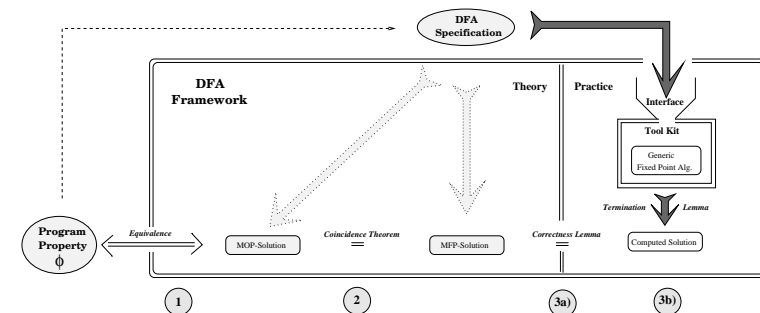 DFA
Specification
DFA
Framework
Theory
Practice
Interface
Tool Kit
Generic
Fixed Point Alg.
Termination
Lemma
Program
Property
ϕ
Equivalence
MOP-Solution
Coincidence Theorem
=
MFP-Solution
Correctness Lemma
=
Computed Solution
1
2
3a)
3b)